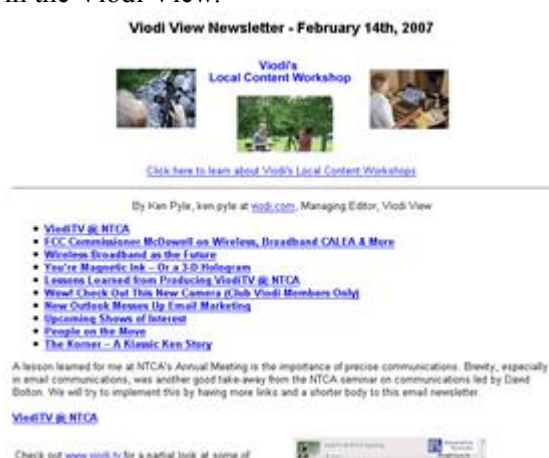 in the Viodi View.
Viodi View Newsletter - February 14th, 2007
Viodi's
Local Content Workshop
Click here to learn about Viodi's Local Content Workshops
By Ken Pyle, ken.pyle at viodi.com, Managing Editor, Viodi View
ViodiTV @ NTCA
FCC Commissioner McDowell on Wireless, Broadband CALEA & More
Wireless Broadband as the Future
You're Magnetic Ink – Or a 3-D Hologram
Lessons Learned from Producing ViodiTV @ NTCA
Wow! Check Out This New Camera (Club Viodi Members Only)
New Outlook Messes Up Email Marketing
Upcoming Shows of Interest
People on the Move
The Korner – A Klassic Ken Story
A lesson learned for me at NTCA's Annual Meeting is the importance of precise communications. Brevity, especially
in email communications, was another good take-away from the NTCA seminar on communications led by David
Bolton. We will try to implement this by having more links and a shorter body to this email newsletter.
ViodiTV @ NTCA
Check out www.viodi.tv for a partial look at some of